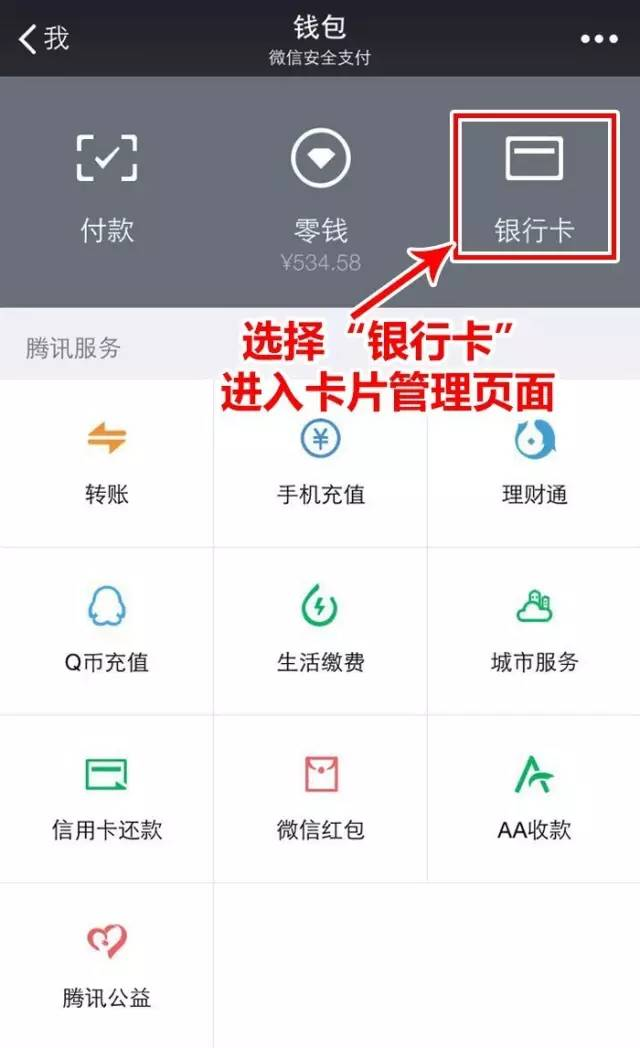 我
钱包
微信安全支付
付款
零钱
¥534.58
银行卡
选择“银行卡”
进入卡片管理页面
腾讯服务
转账
手机充值
理财通
Q币充值
生活缴费
城市服务
信用卡还款
微信红包
AA收款
腾讯公益